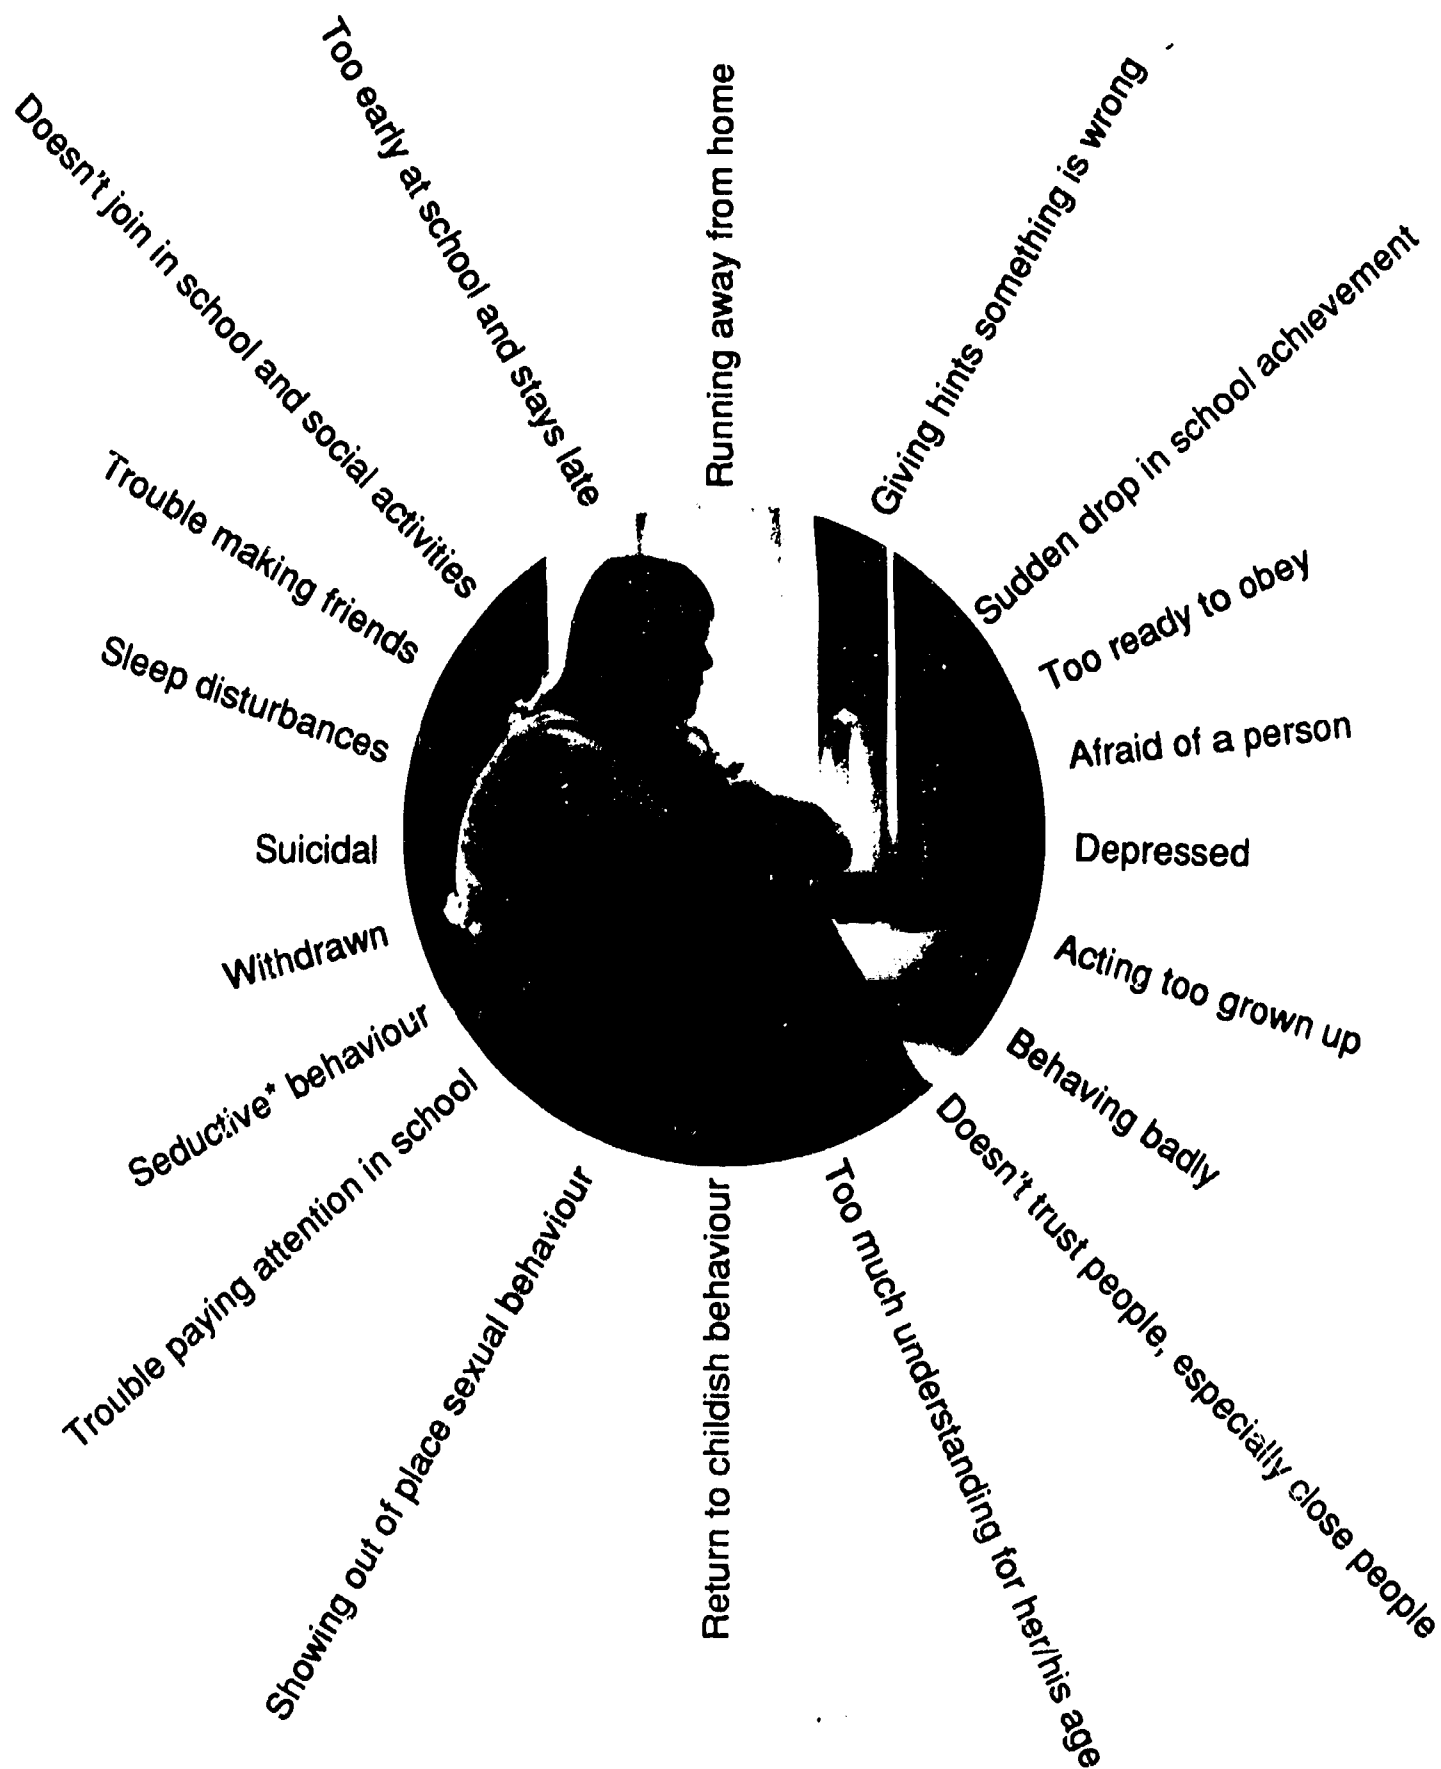 Running away from home
Giving hints something is wrong
Sudden drop in school achievement
Too ready to obey
Afraid of a person
Depressed
Acting too grown up
Behaving badly
Doesn't trust people, especially close people
Too much understanding for her/his age
Return to childish behaviour
Showing out of place sexual behaviour
Trouble paying attention in school
Seductive* behaviour
Withdrawn
Suicidal
Sleep disturbances
Trouble making friends
Doesn't join in school and social activities
Too early at school and stays late